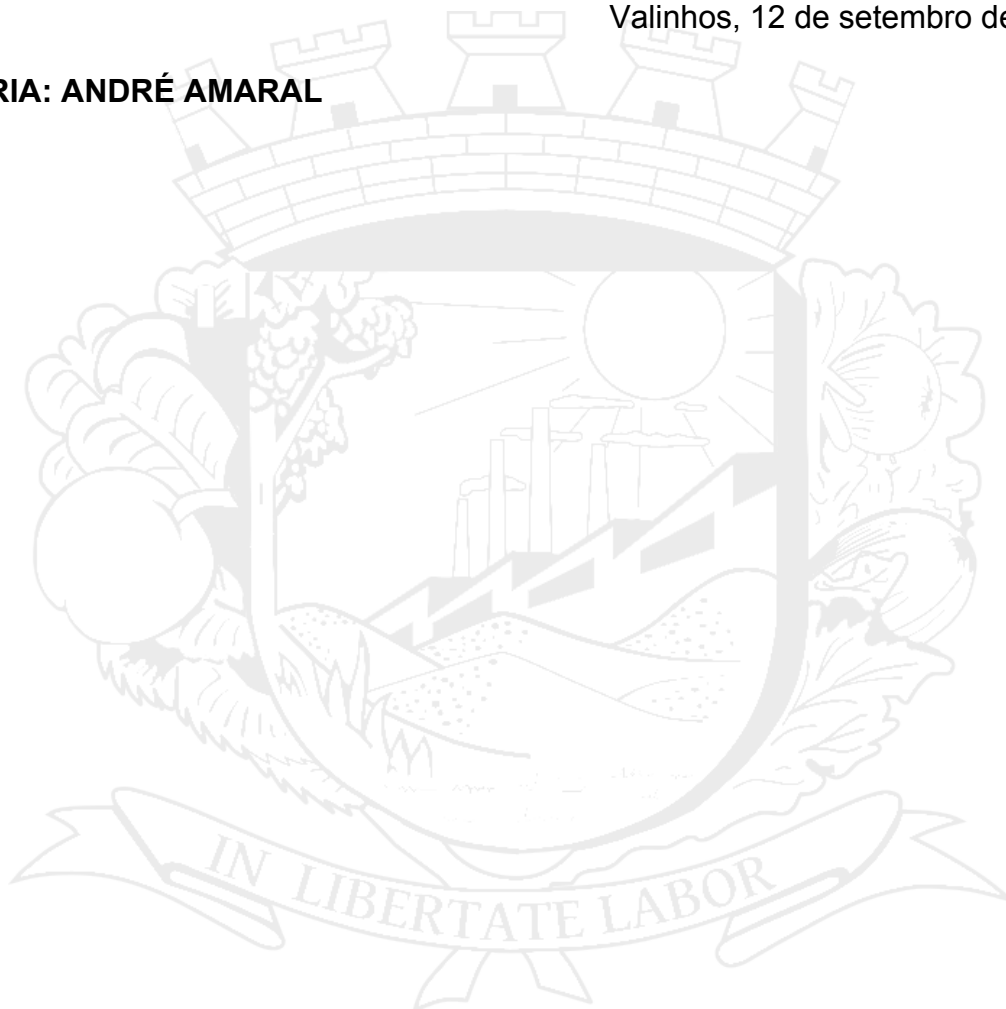 Valinhos, 12 de setembro de
RIA: ANDRÉ AMARAL
IN LIBERTATE LABOR